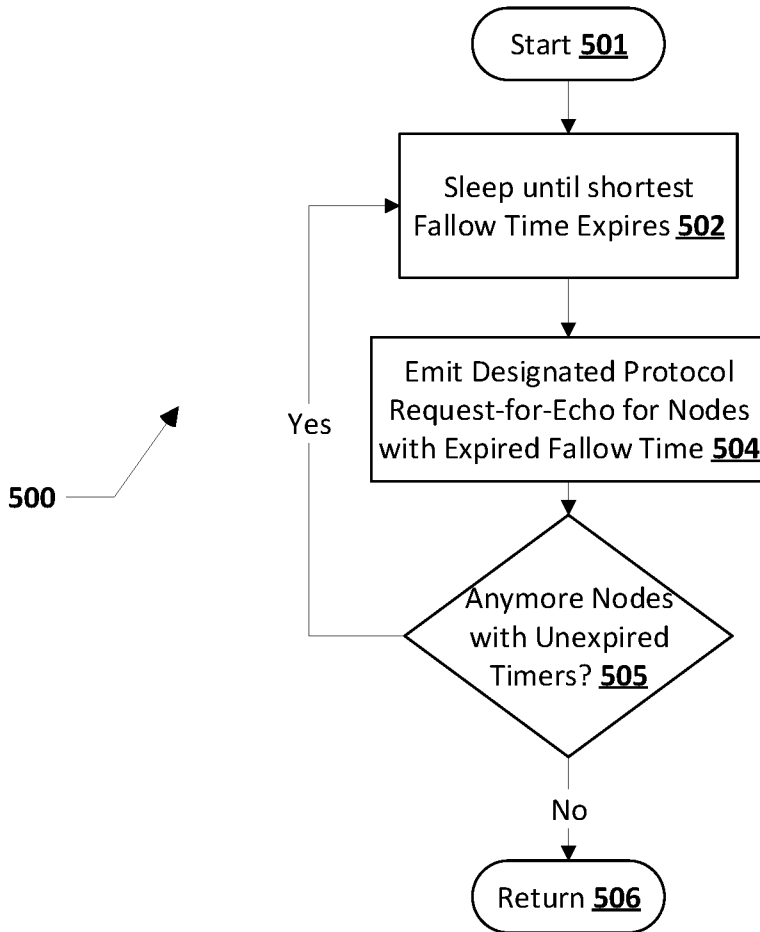 Start 501
Sleep until shortest
Fallow Time Expires 502
Emit Designated Protocol
Request-for-Echo for Nodes
with Expired Fallow Time 504
Yes
500
Anymore Nodes
with Unexpired
Timers? 505
No
Return 506